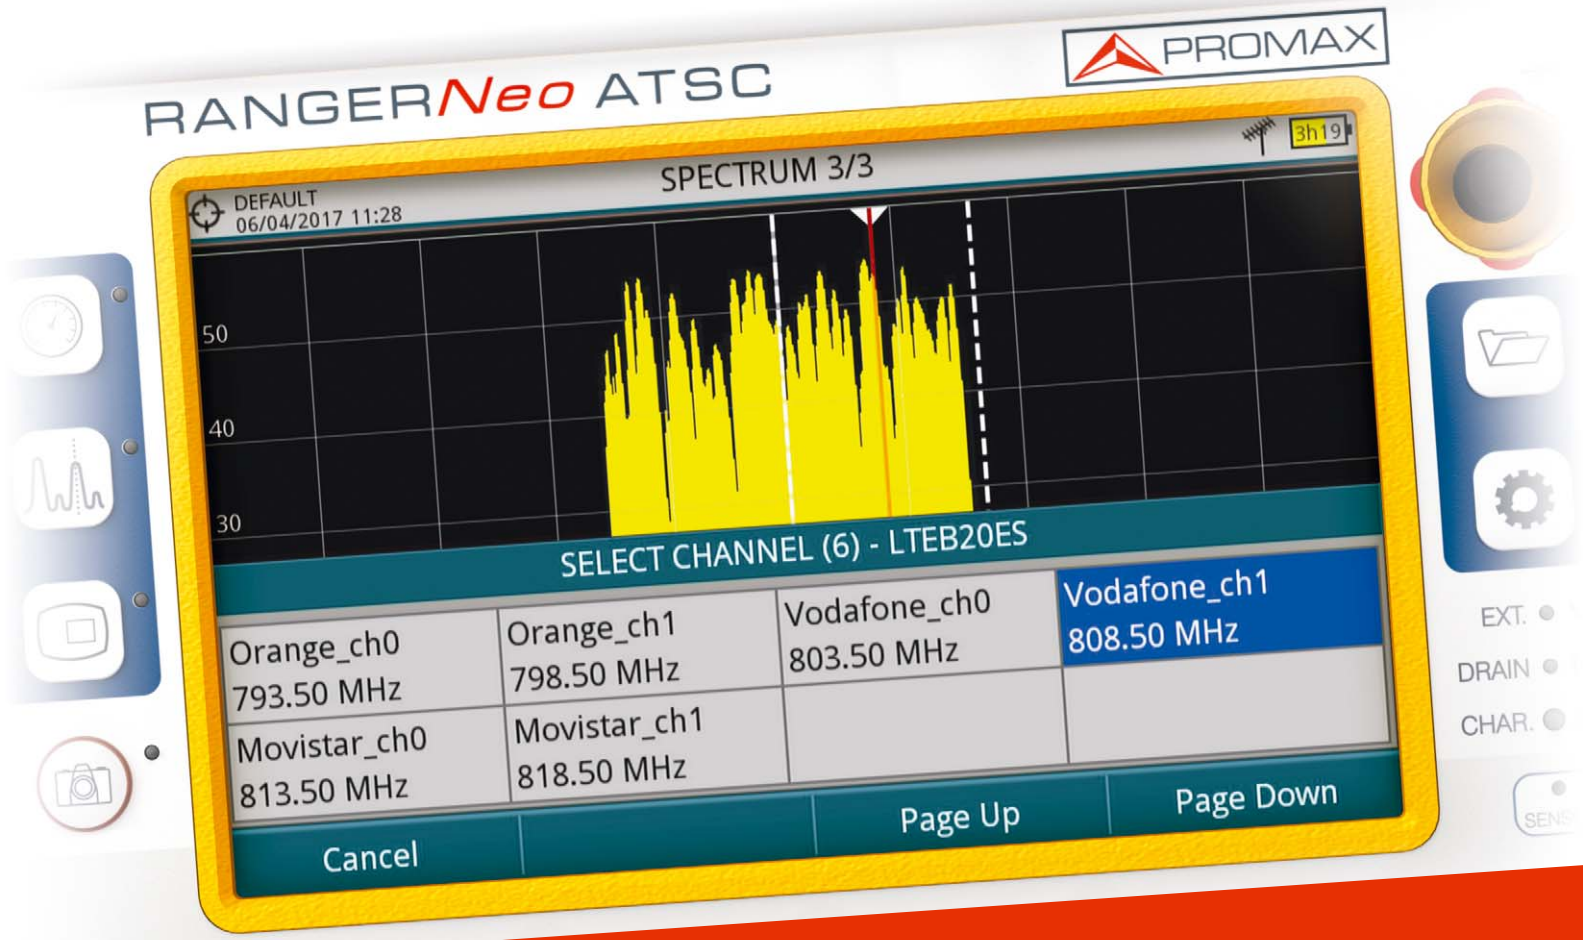 RANGERNeo ATSC
PROMAX
DEFAULT
06/04/2017 11:28
SPECTRUM 3/3
3h19
50
40
30
SELECT CHANNEL (6) - LTEB20ES
Orange_ch0
793.50 MHz
Orange_ch1
798.50 MHz
Vodafone_ch0
803.50 MHz
Vodafone_ch1
808.50 MHz
Movistar_ch0
813.50 MHz
Movistar_ch1
818.50 MHz
Cancel
Page Up
Page Down
EXT.
DRAIN
CHAR.